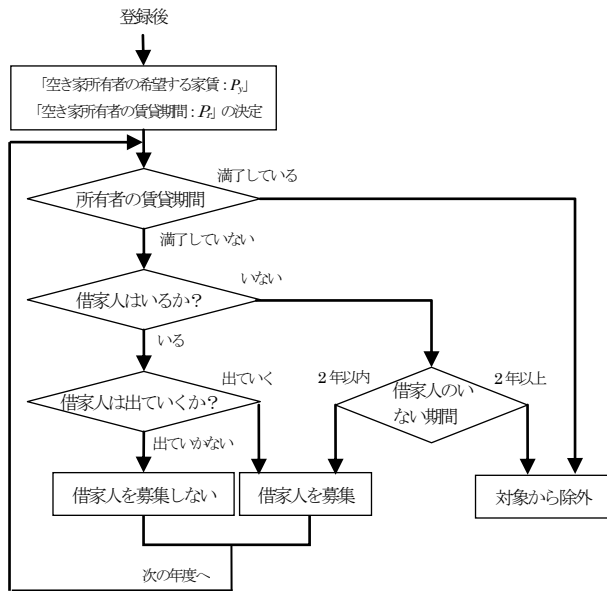 登録後
「空き家所有者の希望する家賃：Py」
「空き家所有者の賃貸期間：Pz」の決定
満了している
所有者の賃貸期間
満了していない
いない
借家人はいるか？
いる
出ていく
2年以内
2年以上
借家人は出ていくか？
借家人のい
ない期間
出ていかない
借家人を募集しない
借家人を募集
対象から除外
次の年度へ